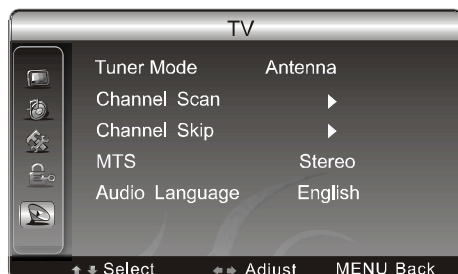 TV
Tuner Mode Antenna
Channel Scan
Channel Skip
MTS Stereo
Audio Language English
Select Adjust MENU Back